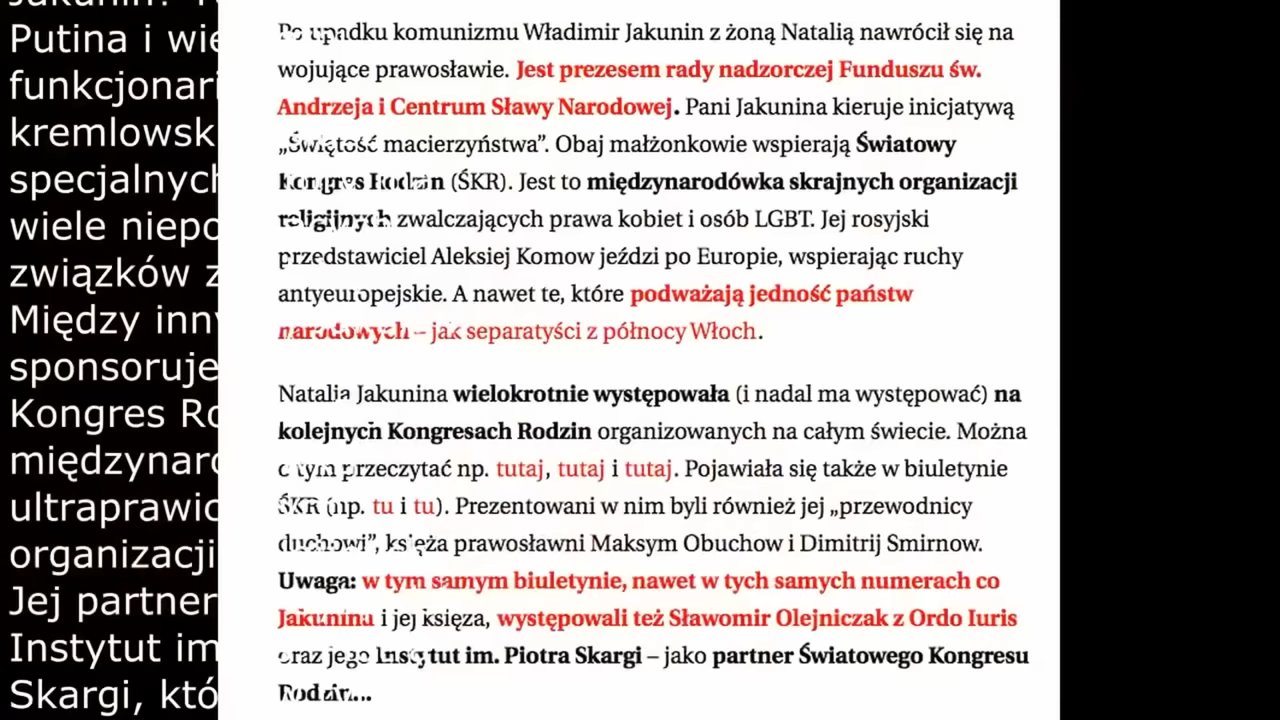 Putina i wie
funkcjonari
kremlowsk
specjalnych
wiele niepo
związków z
Między inny
sponsoruje
Kongres Ro
międzynaro
ultraprawic
organizacji
Jej partner
Instytut im
Skargi, któ
Po upadku komunizmu Władimir Jakunin z żoną Natalią nawrócił się na
wojujące prawosławie. Jest prezesem rady nadzorczej Funduszu św.
Andrzeja i Centrum Sławy Narodowej. Pani Jakunina kieruje inicjatywą
„Świętość macierzyństwa”. Obaj małżonkowie wspierają Światowy
Kongres Rodzin (ŚKR). Jest to międzynarodówka skrajnych organizacji
religijnych zwalczających prawa kobiet i osób LGBT. Jej rosyjski
przedstawiciel Aleksiej Komow jeździ po Europie, wspierając ruchy
antyeuropejskie. A nawet te, które podważają jedność państw
narodowych – jak separatyści z północy Włoch.
Natalia Jakunina wielokrotnie występowała (i nadal ma występować) na
kolejnych Kongresach Rodzin organizowanych na całym świecie. Można
o tym przeczytać np. tutaj, tutaj i tutaj. Pojawiała się także w biuletynie
ŚKR (np. tu i tu). Prezentowani w nim byli również jej „przewodnicy
duchowi”, księża prawosławni Maksym Obuchow i Dimitrij Smirnow.
Uwaga: w tym samym biuletynie, nawet w tych samych numerach co
Jakunina i jej księża, występowali też Sławomir Olejniczak z Ordo Iuris
oraz jego Instytut im. Piotra Skargi – jako partner Światowego Kongresu
Rodzin...